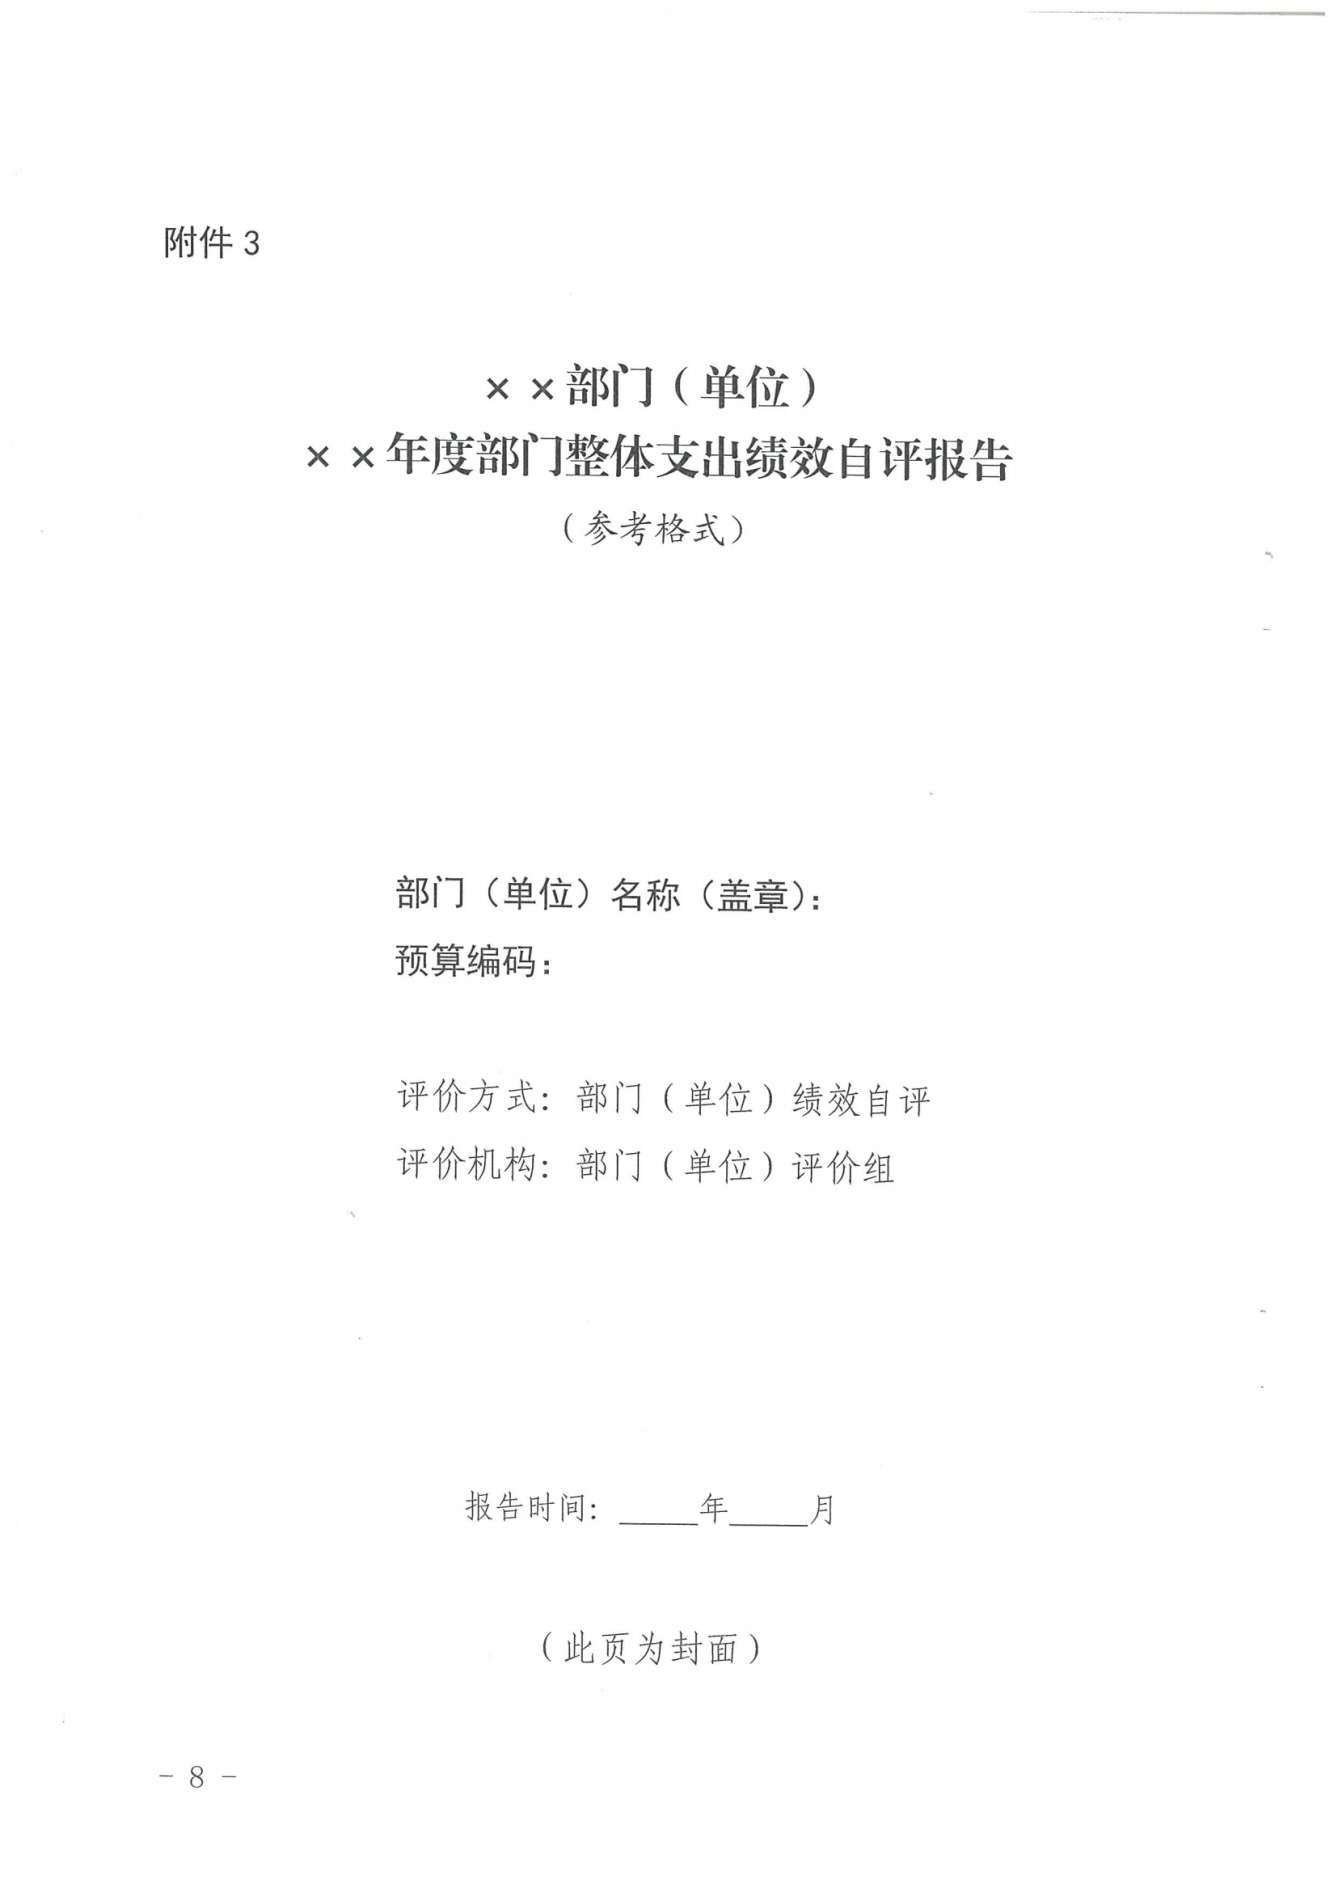 附件 3
××部门（单位）
××年度部门整体支出绩效自评报告
（参考格式）
部门（单位）名称（盖章）：
预算编码：
评价方式：部门（单位）绩效自评
评价机构：部门（单位）评价组
报告时间：_____年_____月
（此页为封面）
- 8 -